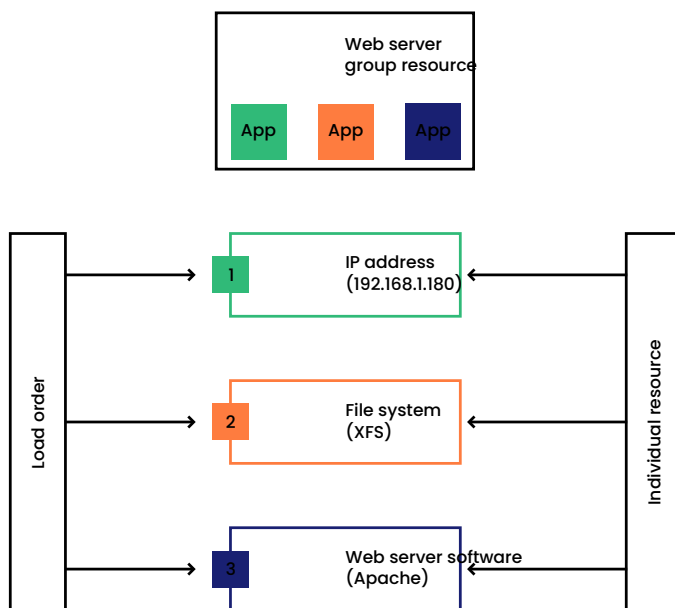 Web server
group resource
App
App
App
Load order
1
IP address
(192.168.1.180)
2
File system
(XFS)
3
Web server software
(Apache)
Individual resource